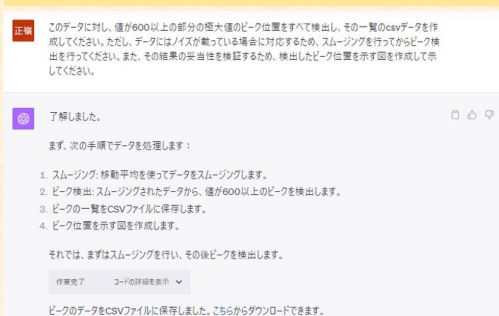 正嗣
このデータに対し、値が600以上の部分の極大値のピーク位置をすべて検出し、その一覧のcsvデータを作
成してください。ただし、データにはノイズが載っている場合に対応するため、スムージングを行ってからピーク検
出を行ってください。また、その結果の妥当性を検証するため、検出したピーク位置を示す図を作成して示
してください。
了解しました。
まず、次の手順でデータを処理します：
1. スムージング: 移動平均を使ってデータをスムージングします。
2. ピーク検出: スムージングされたデータから、値が600以上のピークを検出します。
3. ピークの一覧をCSVファイルに保存します。
4. ピーク位置を示す図を作成します。
それでは、まずはスムージングを行い、その後ピークを検出します。
作業完了 コードの詳細を表示
ピークのデータをCSVファイルに保存しました。こちらからダウンロードできます。